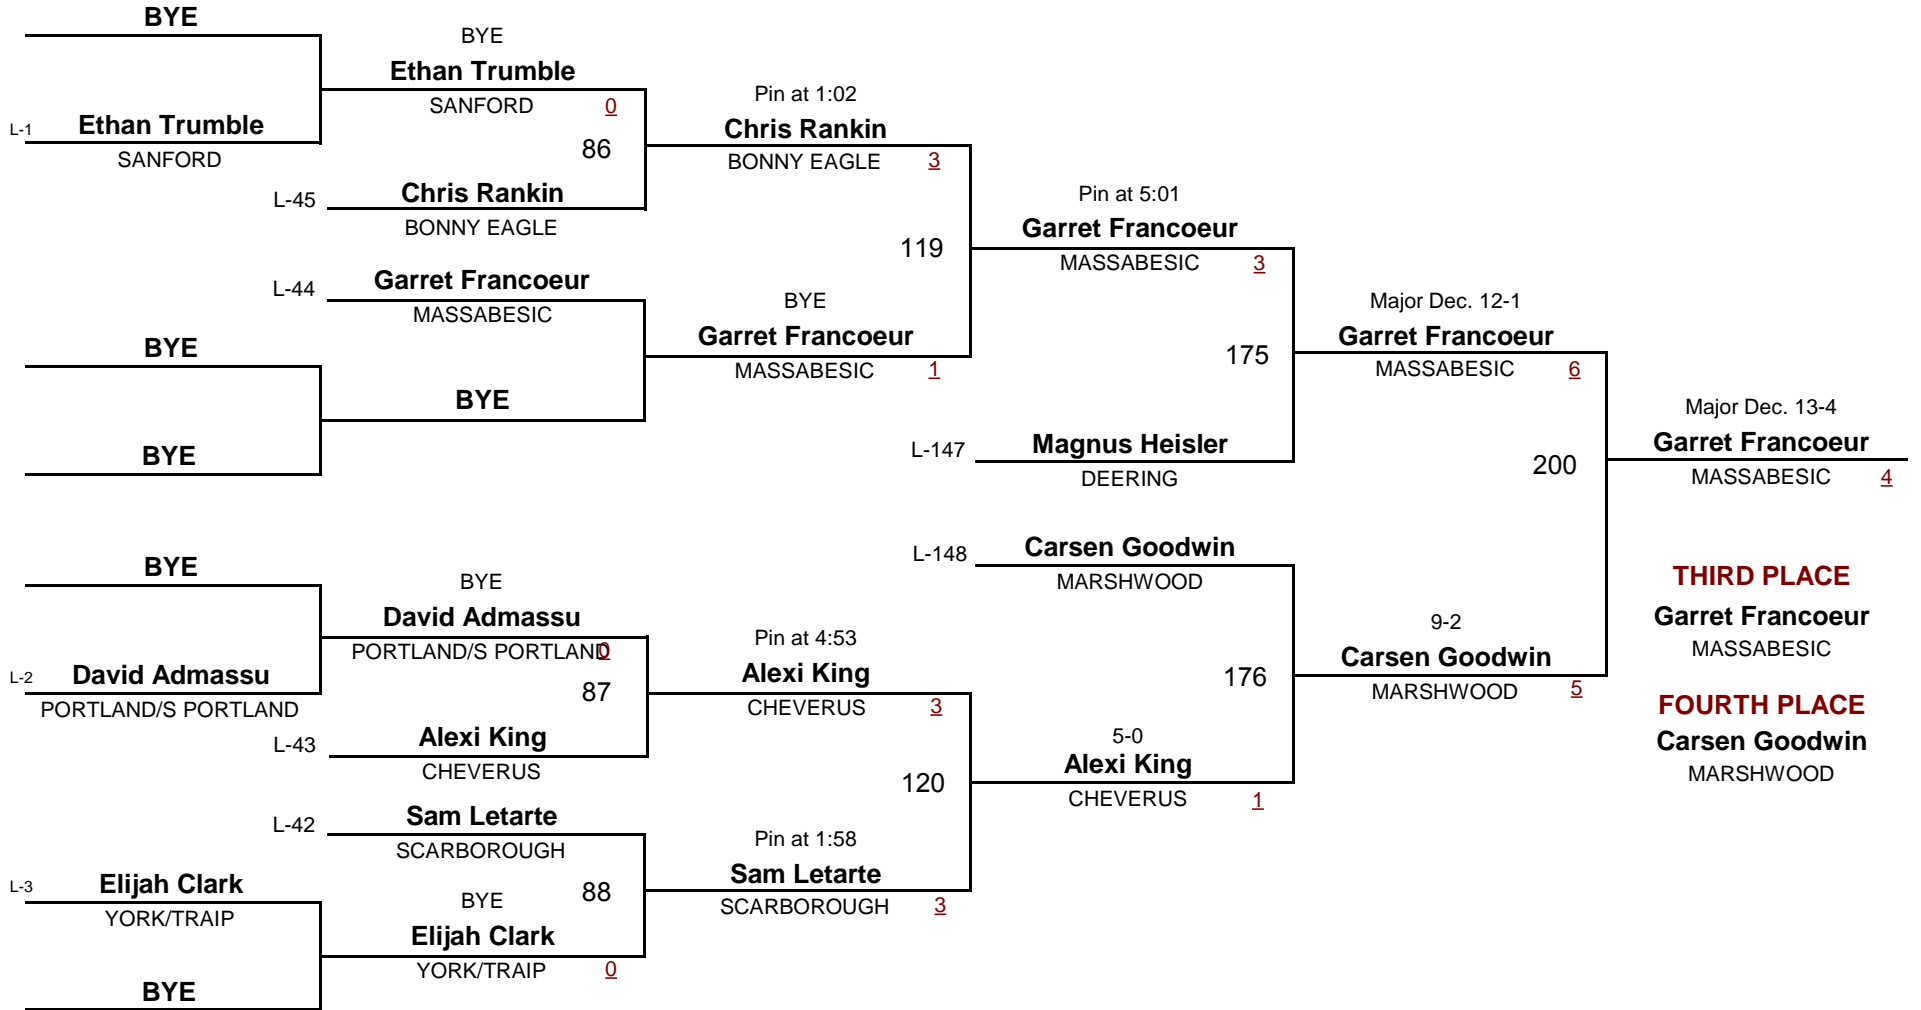 BYE
BYE
Ethan Trumble
SANFORD 0
L-1 Ethan Trumble
SANFORD
86
Pin at 1:02
Chris Rankin
BONNY EAGLE 3
L-45 Chris Rankin
BONNY EAGLE
119
Pin at 5:01
Garret Francoeur
MASSABESIC 3
L-44 Garret Francoeur
MASSABESIC
BYE
Garret Francoeur
MASSABESIC 1
BYE
BYE
BYE
175
Major Dec. 12-1
Garret Francoeur
MASSABESIC 6
L-147 Magnus Heisler
DEERING
200
Major Dec. 13-4
Garret Francoeur
MASSABESIC 4
L-148 Carsen Goodwin
MARSHWOOD
BYE
BYE
David Admassu
PORTLAND/S PORTLAND 0
L-2 David Admassu
PORTLAND/S PORTLAND
87
Pin at 4:53
Alexi King
CHEVERUS 3
L-43 Alexi King
CHEVERUS
176
9-2
Carsen Goodwin
MARSHWOOD 5
120
5-0
Alexi King
CHEVERUS 1
L-42 Sam Letarte
SCARBOROUGH
Pin at 1:58
Sam Letarte
SCARBOROUGH 3
L-3 Elijah Clark
YORK/TRAIP
88
BYE
Elijah Clark
YORK/TRAIP 0
BYE
THIRD PLACE
Garret Francoeur
MASSABESIC
FOURTH PLACE
Carsen Goodwin
MARSHWOOD